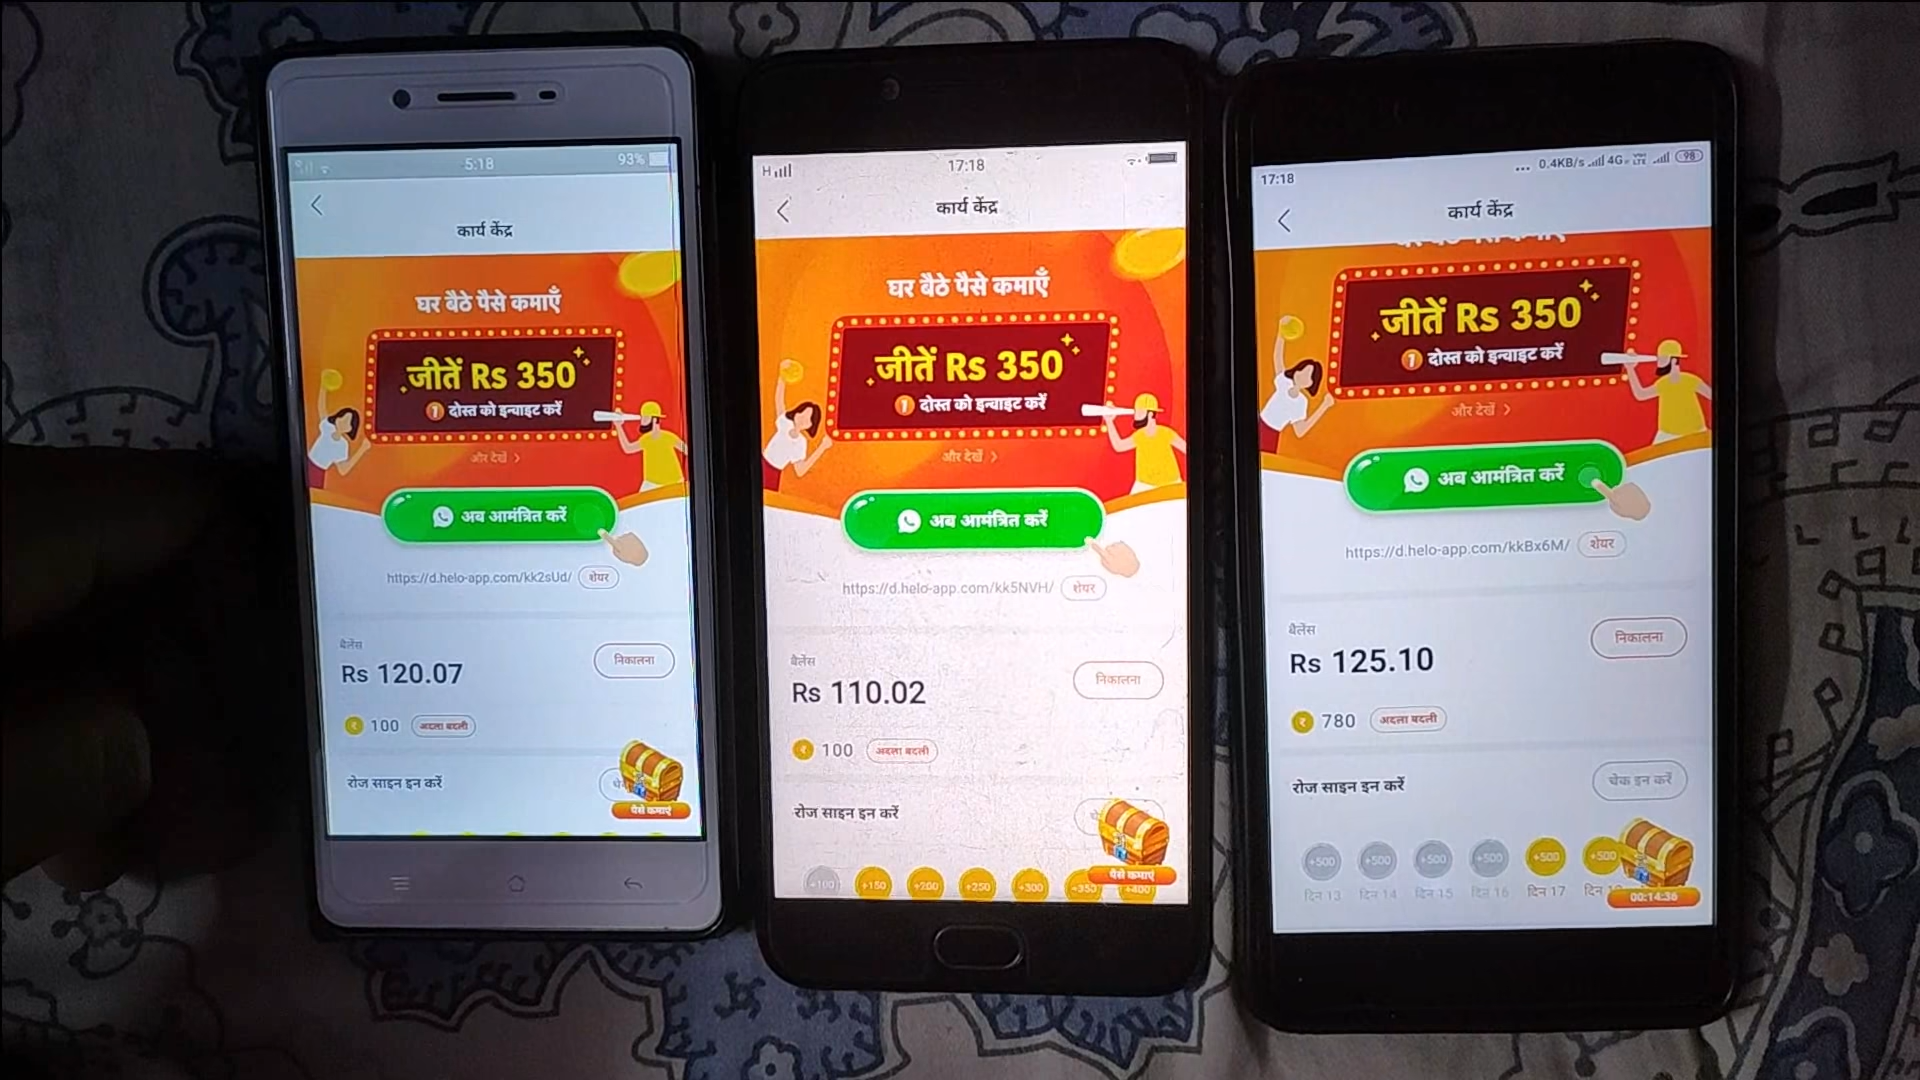 5:18
93%
कार्य केंद्र
घर बैठे पैसे कमाएँ
जीतें Rs 350
1 दोस्त को इन्वाइट करें
और देखें >
अब आमंत्रित करें
https://d.helo-app.com/kk2sUd/
शेयर
बैलेंस
Rs 120.07
निकालना
₹ 100
अदला बदली
रोज साइन इन करें
पैसे कमाएं
H
17:18
कार्य केंद्र
घर बैठे पैसे कमाएँ
जीतें Rs 350
1 दोस्त को इन्वाइट करें
और देखें >
अब आमंत्रित करें
https://d.helo-app.com/kk5NVH/
शेयर
बैलेंस
Rs 110.02
निकालना
₹ 100
अदला बदली
रोज साइन इन करें
+100 +150 +200 +250 +300 +350 +400
पैसे कमाएं
17:18
... 0.4KB/s 4G 98
कार्य केंद्र
जीतें Rs 350
1 दोस्त को इन्वाइट करें
और देखें >
अब आमंत्रित करें
https://d.helo-app.com/kkBx6M/
शेयर
बैलेंस
Rs 125.10
निकालना
₹ 780
अदला बदली
रोज साइन इन करें
चेक इन करें
+500 +500 +500 +500 +500 +500
दिन 13 दिन 14 दिन 15 दिन 16 दिन 17 दिन
00:14:36